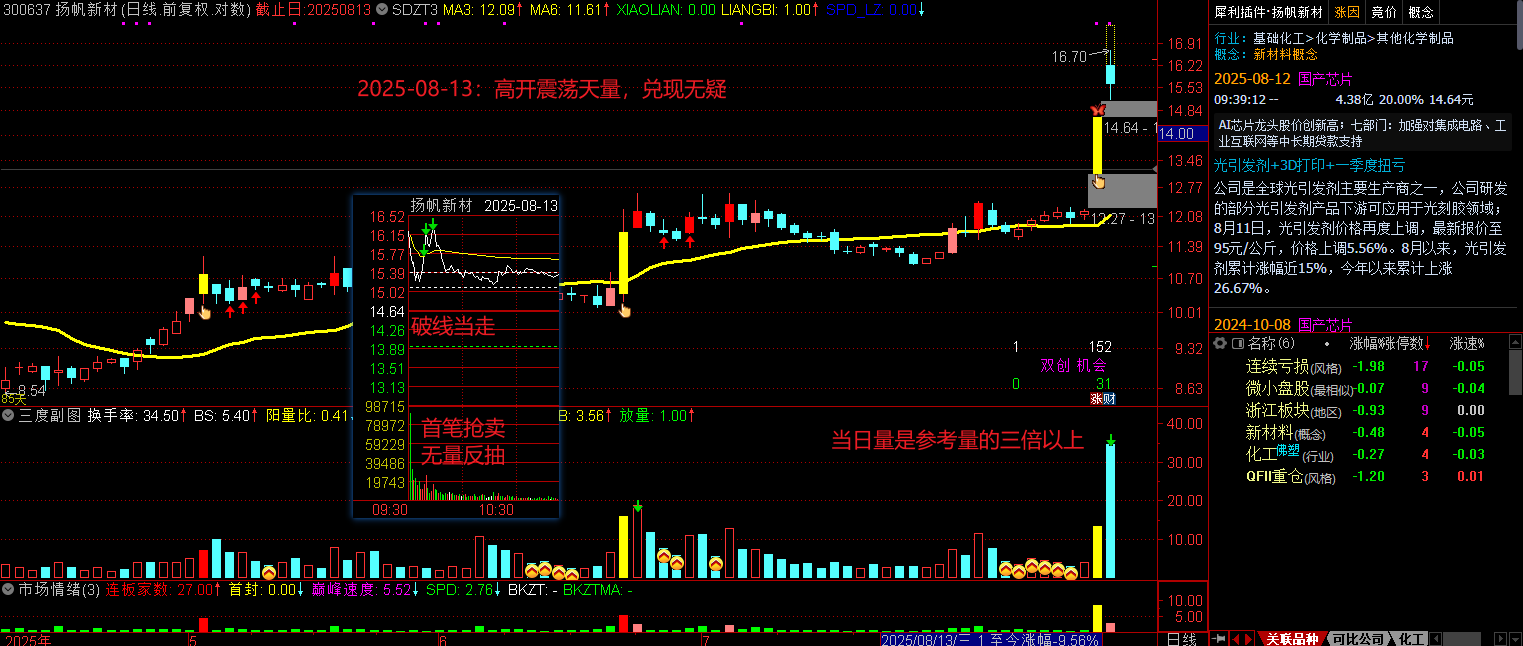 300637 扬帆新材(日线.前复权.对数) 截止日:20250813 SDZT3 MA3: 12.09↑ MA6: 11.61↑ XIAOLIAN: 0.00 LIANGBI: 1.00↑ SPD_LZ: 0.00↓
2025-08-13：高开震荡天量，兑现无疑
16.70
16.91
16.22
15.53
14.84
14.00
13.46
12.77
12.08
11.39
10.70
10.01
9.32
8.63
14.64 - 1
12.27 - 13
扬帆新材 2025-08-13
16.52
16.15
15.77
15.39
15.02
14.64
14.26
13.89
13.51
13.13
98715
78972
59229
39486
19743
破线当走
首笔抢卖
无量反抽
09:30 10:30
8.54
85天
1 152
双创 机会
0 31
涨财
三度副图 换手率: 34.50↑ BS: 5.40↑ 阳量比: 0.41↓
B: 3.56↑ 放量: 1.00↑
当日量是参考量的三倍以上
40.00
30.00
20.00
10.00
市场情绪(3) 连板家数: 27.00↑ 首封: 0.00↓ 巅峰速度: 5.52↓ SPD: 2.76↓ BKZT: - BKZTMA: -
10.00
5.00
2025年 5 6 7 2025/08/13/三 1 至今涨幅-9.56% 日线
犀利插件·扬帆新材 涨因 竞价 概念
行业：基础化工>化学制品>其他化学制品
概念：新材料概念
2025-08-12 国产芯片
09:39:12 -- 4.38亿 20.00% 14.64元
AI芯片龙头股价创新高；七部门：加强对集成电路、工
业互联网等中长期贷款支持
光引发剂+3D打印+一季度扭亏
公司是全球光引发剂主要生产商之一，公司研发
的部分光引发剂产品下游可应用于光刻胶领域；
8月11日，光引发剂价格再度上调，最新报价至
95元/公斤，价格上调5.56%。8月以来，光引发
剂累计涨幅近15%，今年以来累计上涨
26.67%。
2024-10-08 国产芯片
名称(6) 涨幅% 涨停数↓ 涨速%
连续亏损(风格) -1.98 17 -0.05
微小盘股(最相似) -0.07 9 -0.04
浙江板块(地区) -0.93 9 0.00
新材料(概念) -0.48 4 -0.05
化工佛塑(行业) -0.27 4 -0.03
QFII重仓(风格) -1.20 3 0.01
关联品种 可比公司 化工